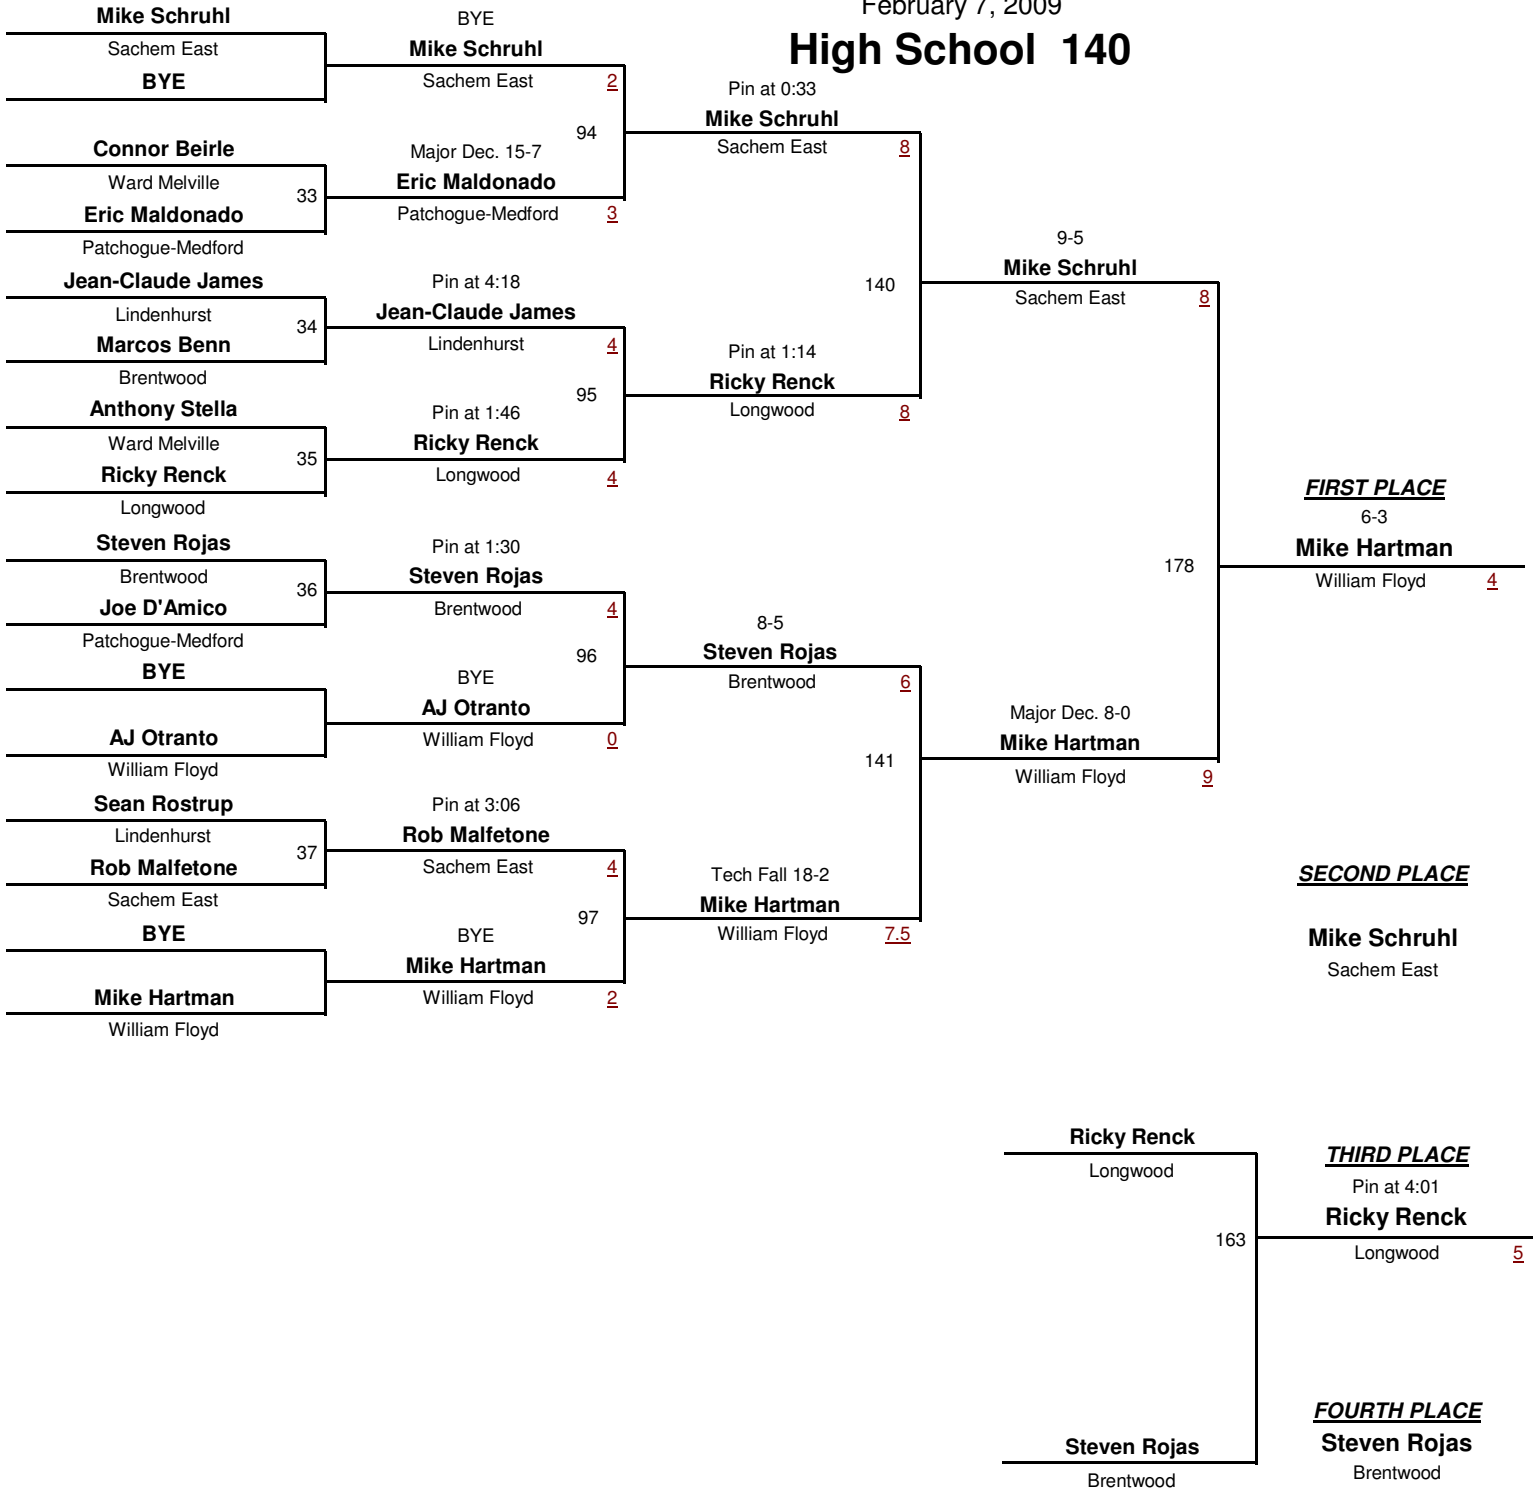 February 7, 2009
High School 140
Mike Schruhl
Sachem East
BYE
Connor Beirle
Ward Melville
33
Eric Maldonado
Patchogue-Medford
Jean-Claude James
Lindenhurst
34
Marcos Benn
Brentwood
Anthony Stella
Ward Melville
35
Ricky Renck
Longwood
Steven Rojas
Brentwood
36
Joe D'Amico
Patchogue-Medford
BYE
AJ Otranto
William Floyd
Sean Rostrup
Lindenhurst
37
Rob Malfetone
Sachem East
BYE
Mike Hartman
William Floyd
BYE
Mike Schruhl
Sachem East 2
94
Major Dec. 15-7
Eric Maldonado
Patchogue-Medford 3
Pin at 4:18
Jean-Claude James
Lindenhurst 4
95
Pin at 1:46
Ricky Renck
Longwood 4
Pin at 1:30
Steven Rojas
Brentwood 4
96
BYE
AJ Otranto
William Floyd 0
Pin at 3:06
Rob Malfetone
Sachem East 4
97
BYE
Mike Hartman
William Floyd 2
Pin at 0:33
Mike Schruhl
Sachem East 8
140
Pin at 1:14
Ricky Renck
Longwood 8
8-5
Steven Rojas
Brentwood 6
141
Tech Fall 18-2
Mike Hartman
William Floyd 7.5
9-5
Mike Schruhl
Sachem East 8
178
Major Dec. 8-0
Mike Hartman
William Floyd 9
FIRST PLACE
6-3
Mike Hartman
William Floyd 4
SECOND PLACE
Mike Schruhl
Sachem East
Ricky Renck
Longwood
163
Steven Rojas
Brentwood
THIRD PLACE
Pin at 4:01
Ricky Renck
Longwood 5
FOURTH PLACE
Steven Rojas
Brentwood